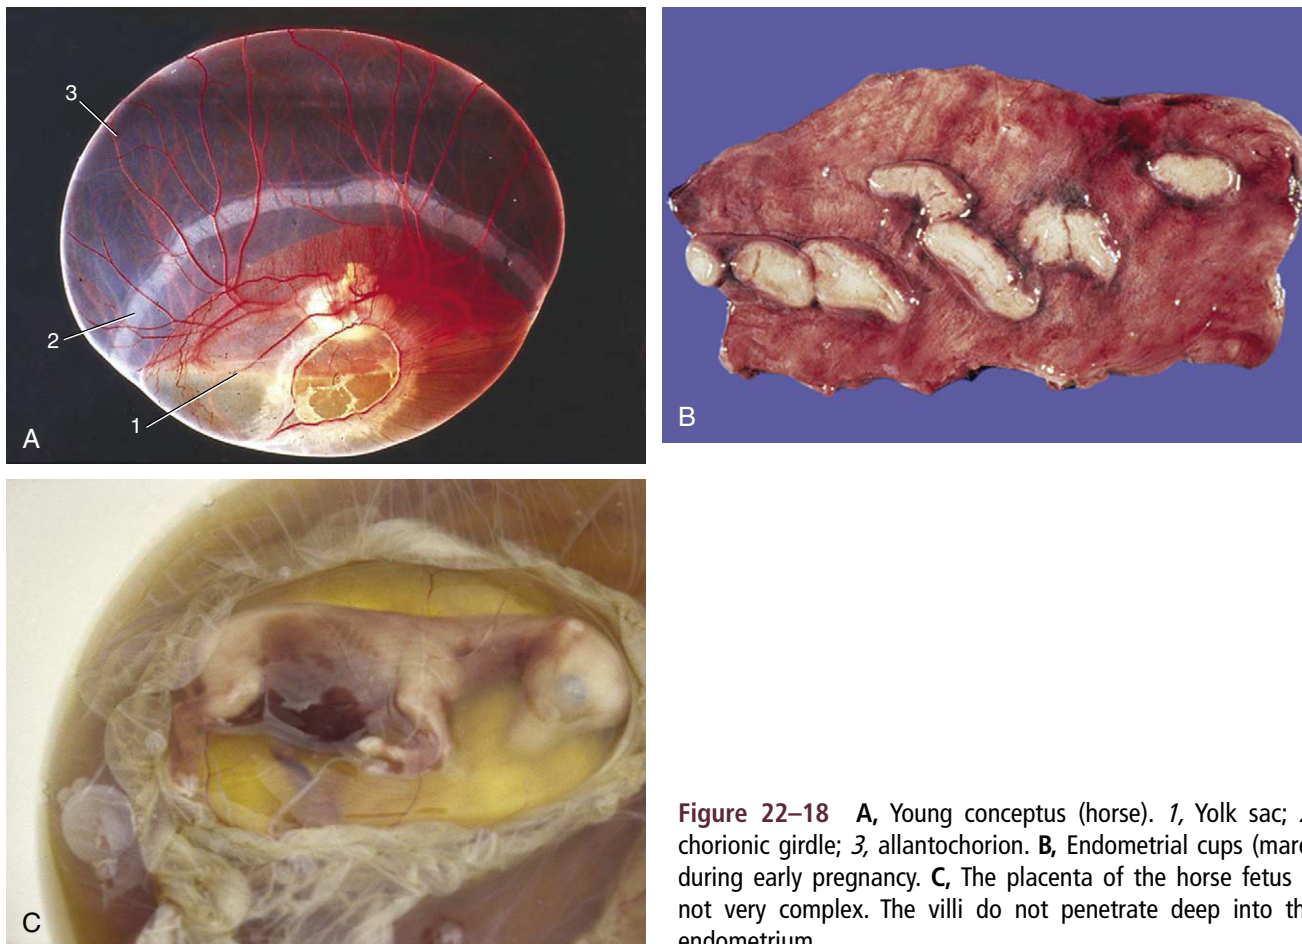 3
2
1
A
B
C
Figure 22–18 A, Young conceptus (horse). 1, Yolk sac;
chorionic girdle; 3, allantochorion. B, Endometrial cups
during early pregnancy. C, The placenta of the horse fetus
not very complex. The villi do not penetrate deep into
endometrium